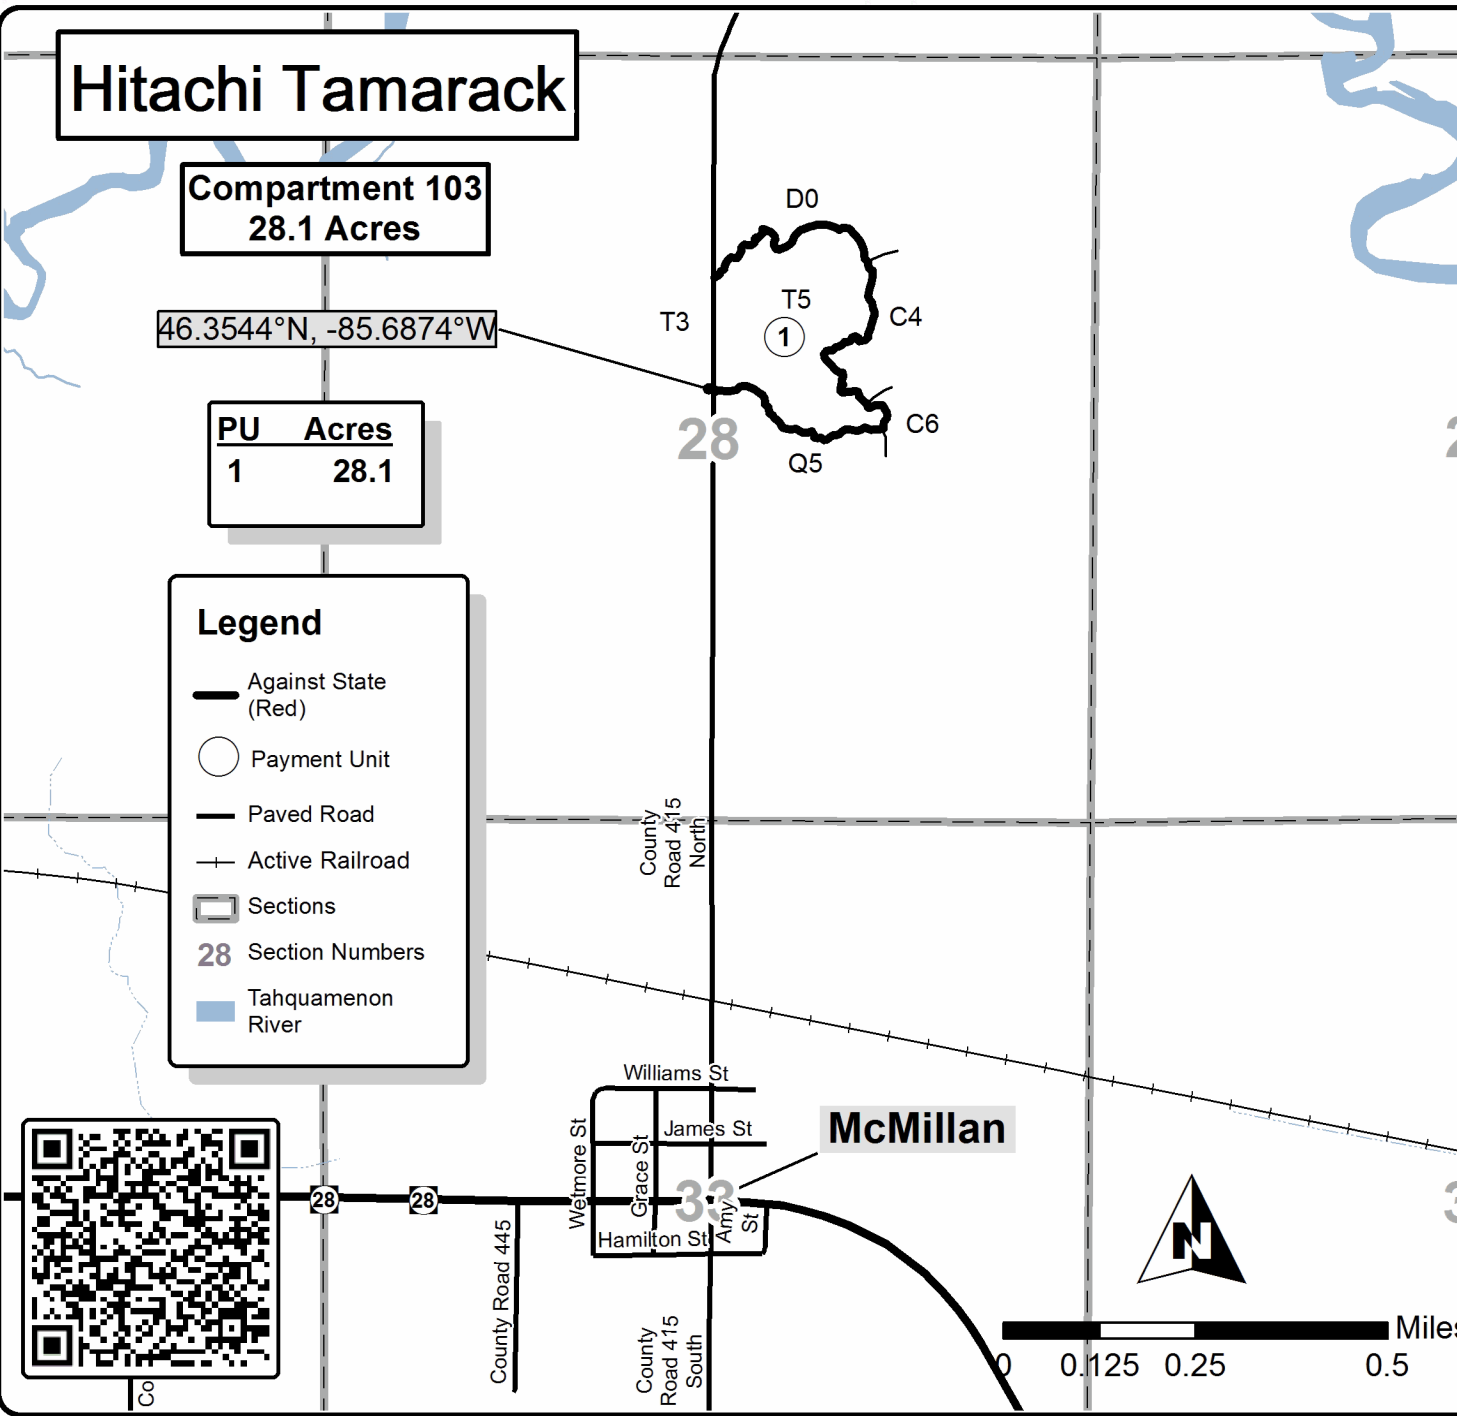 Hitachi Tamarack
Compartment 103
28.1 Acres
46.3544°N, -85.6874°W
PU Acres
1 28.1
D0
T5
1
T3
C4
C6
Q5
28
Legend
Against State
(Red)
Payment Unit
Paved Road
Active Railroad
Sections
28 Section Numbers
Tahquamenon
River
County
Road 415
North
Williams St
James St
Wetmore St
Grace St
McMillan
33
28
28
Amy
St
Hamilton St
County Road 445
County
Road 415
South
Co
N
Miles
0 0.125 0.25 0.5